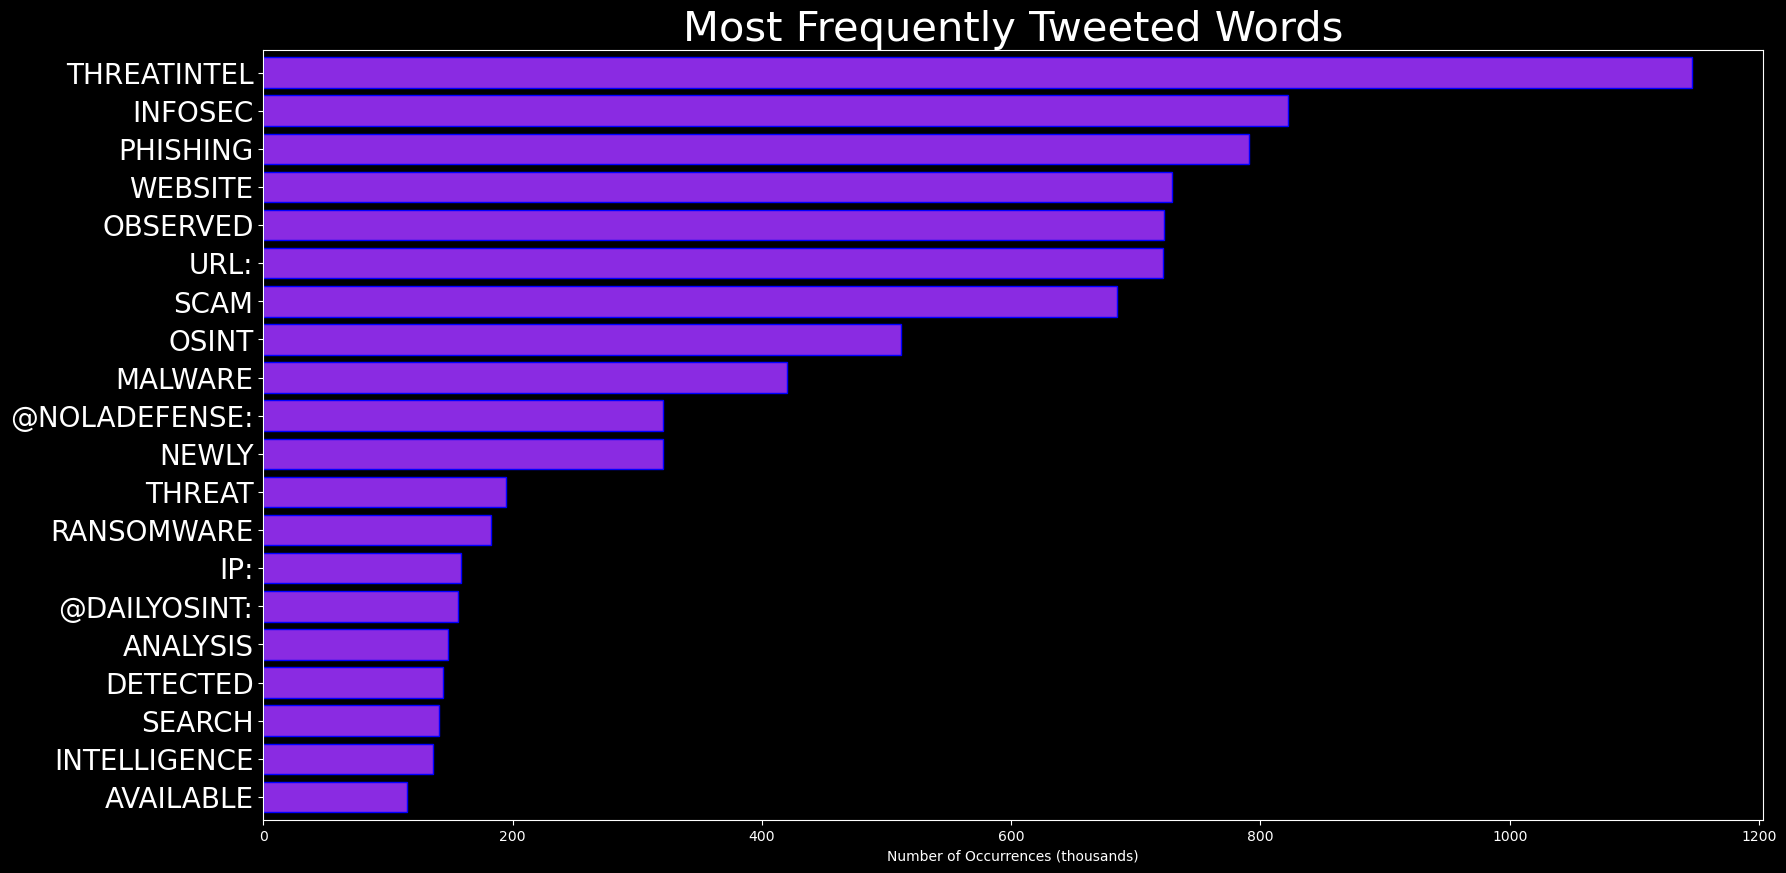 Most Frequently Tweeted Words
THREATINTEL
INFOSEC
PHISHING
WEBSITE
OBSERVED
URL:
SCAM
OSINT
MALWARE
@NOLADEFENSE:
NEWLY
THREAT
RANSOMWARE
IP:
@DAILYOSINT:
ANALYSIS
DETECTED
SEARCH
INTELLIGENCE
AVAILABLE
0 200 400 600 800 1000 1200
Number of Occurrences (thousands)